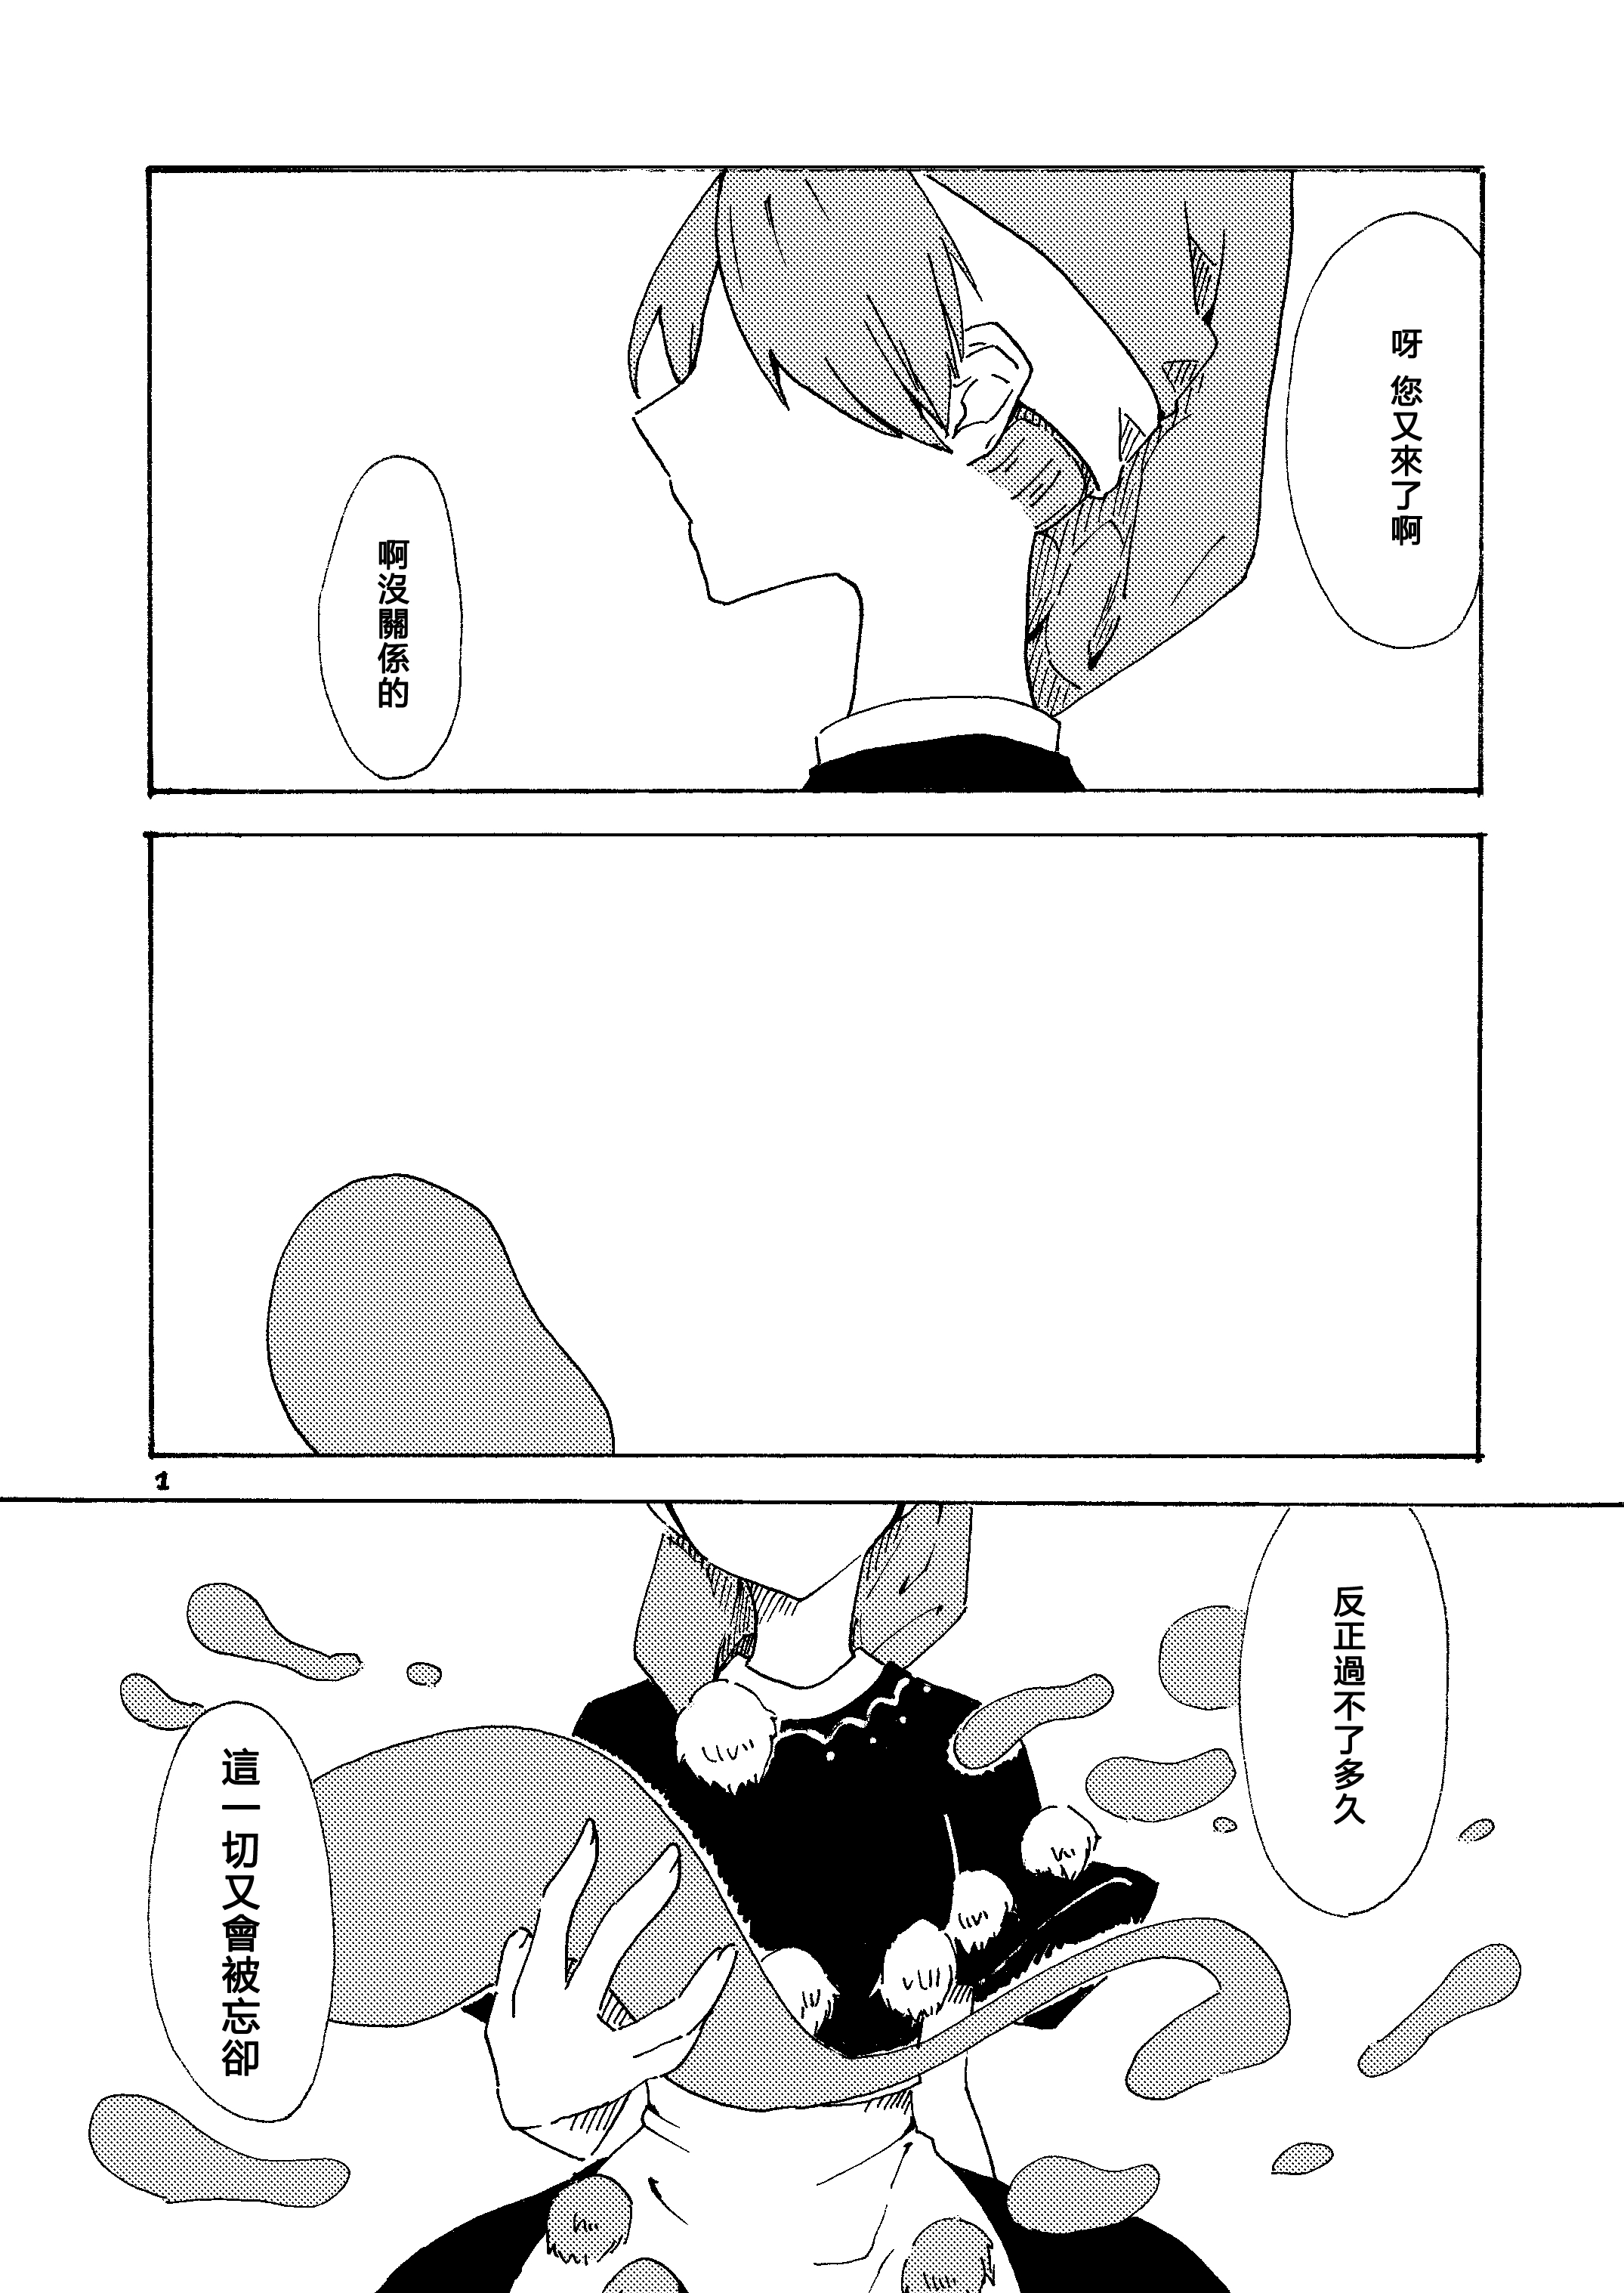 呀 您又來了啊
啊沒關係的
1
反正過不了多久
這一切又會被忘卻